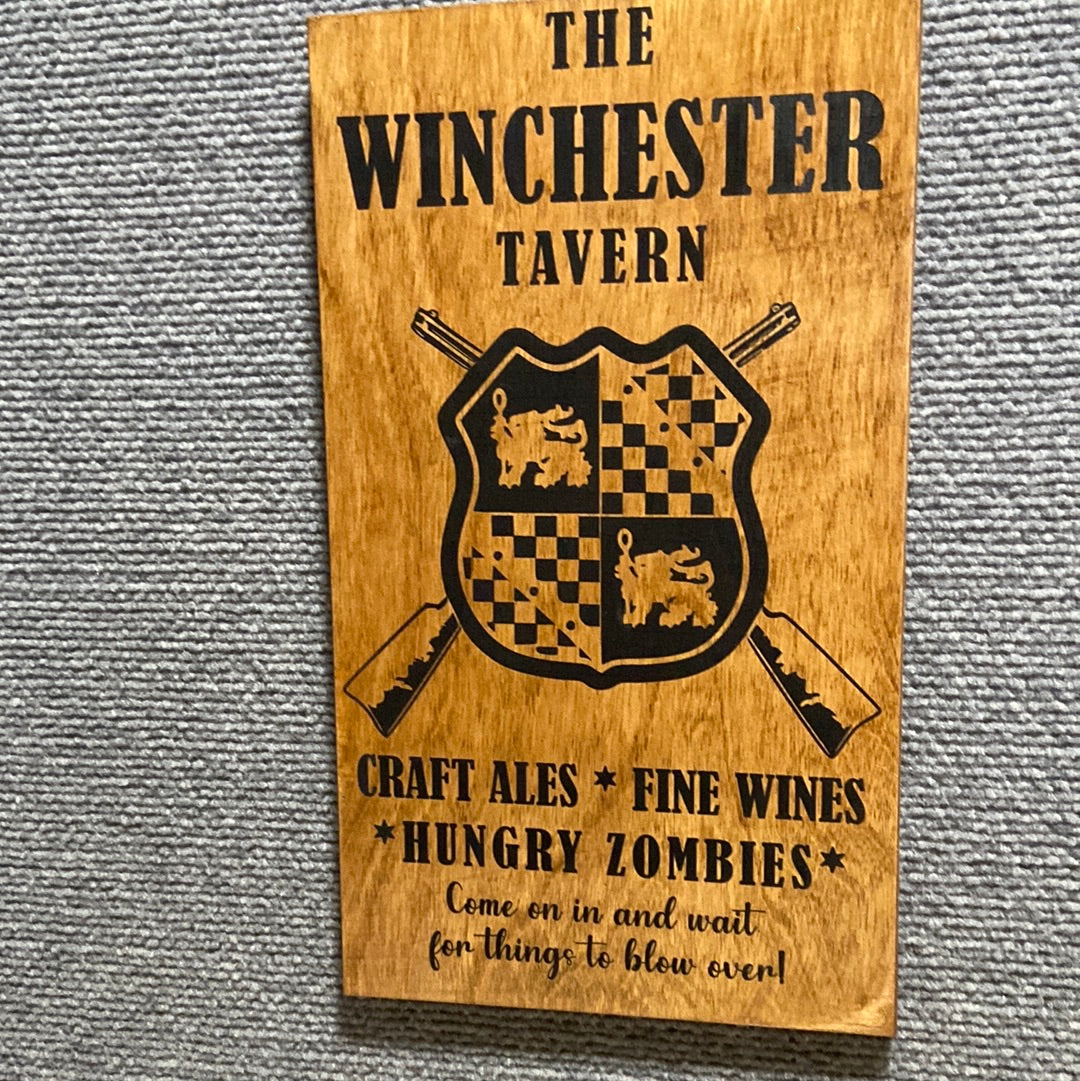 THE
WINCHESTER
TAVERN
CRAFT ALES * FINE WINES
*HUNGRY ZOMBIES*
Come on in and wait
for things to blow over!